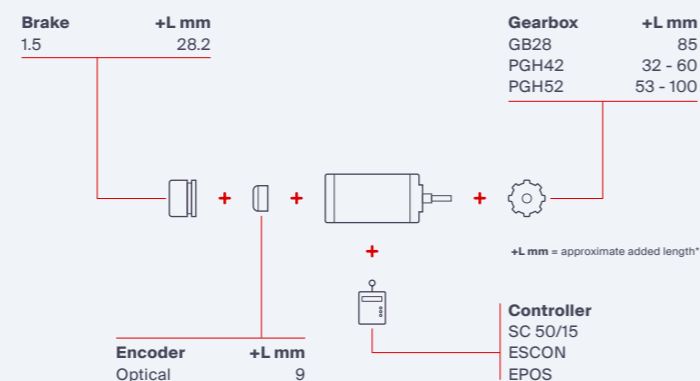 Brake +L mm
1.5 28.2
Gearbox +L mm
GB28 85
PGH42 32 - 60
PGH52 53 - 100
+L mm = approximate added length*
Controller
SC 50/15
ESCON
EPOS
Encoder +L mm
Optical 9